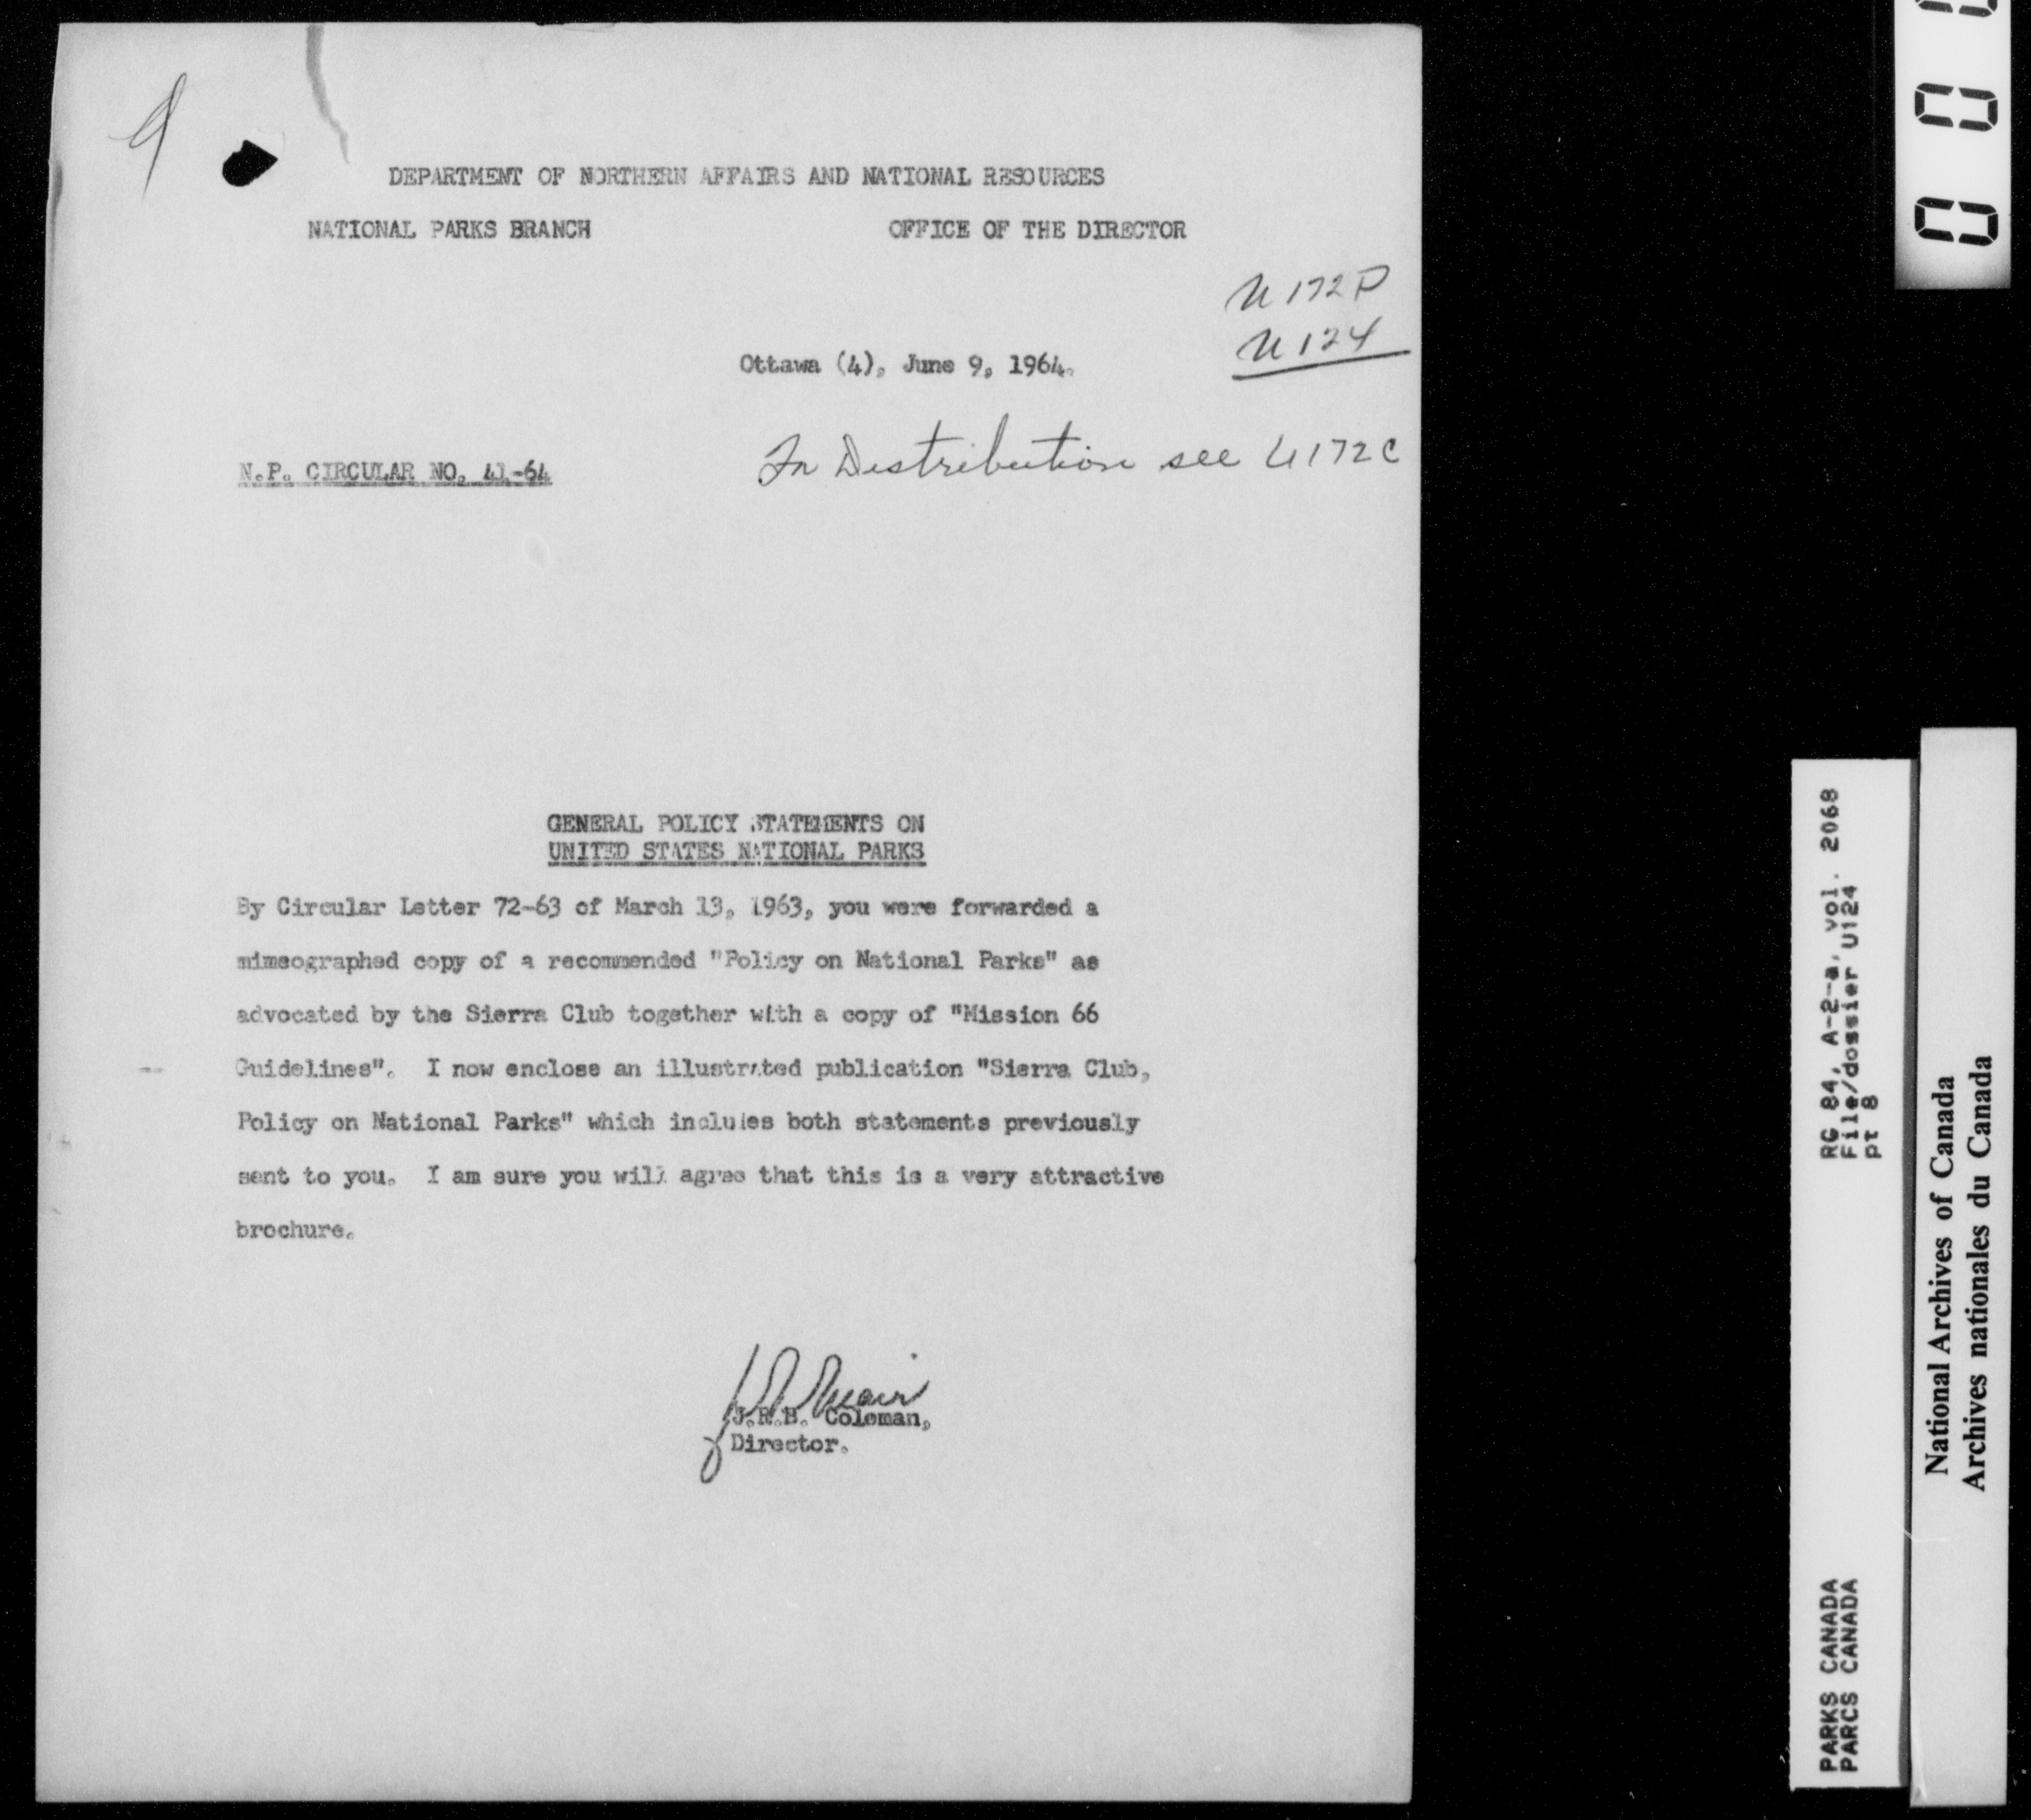 DEPARTMENT OF NORTHERN AFFAIRS AND NATIONAL RESOURCES
NATIONAL PARKS BRANCH OFFICE OF THE DIRECTOR
U 172 P
U 124
Ottawa (4), June 9, 1964.
N.P. CIRCULAR NO. 41-64
In Distribution see U172C
GENERAL POLICY STATEMENTS ON
UNITED STATES NATIONAL PARKS
By Circular Letter 72-63 of March 13, 1963, you were forwarded a
mimeographed copy of a recommended "Policy on National Parks" as
advocated by the Sierra Club together with a copy of "Mission 66
Guidelines". I now enclose an illustrated publication "Sierra Club,
Policy on National Parks" which includes both statements previously
sent to you. I am sure you will agree that this is a very attractive
brochure.
J.R.B. Coleman,
Director.
RG 84, A-2-a, vol. 2068
File/dossier U124
pt 8
PARKS CANADA
PARCS CANADA
National Archives of Canada
Archives nationales du Canada